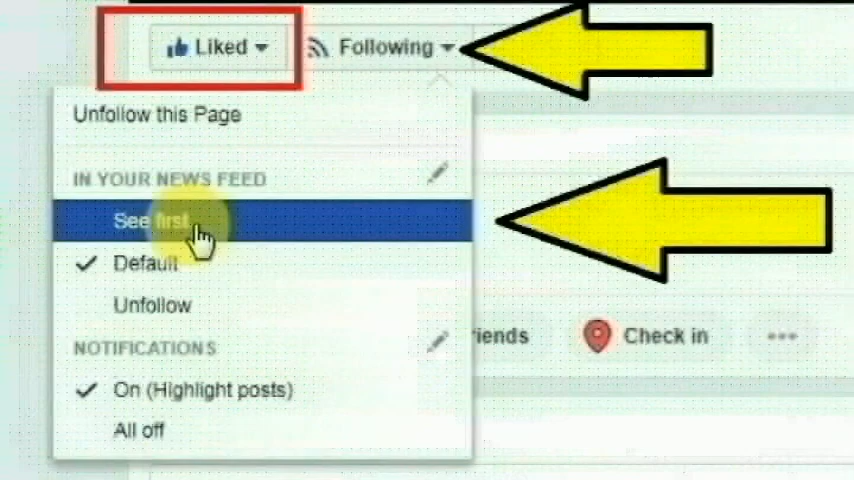 Liked
Following
Unfollow this Page
IN YOUR NEWS FEED
See first
Default
Unfollow
NOTIFICATIONS
riends
Check in
On (Highlight posts)
All off